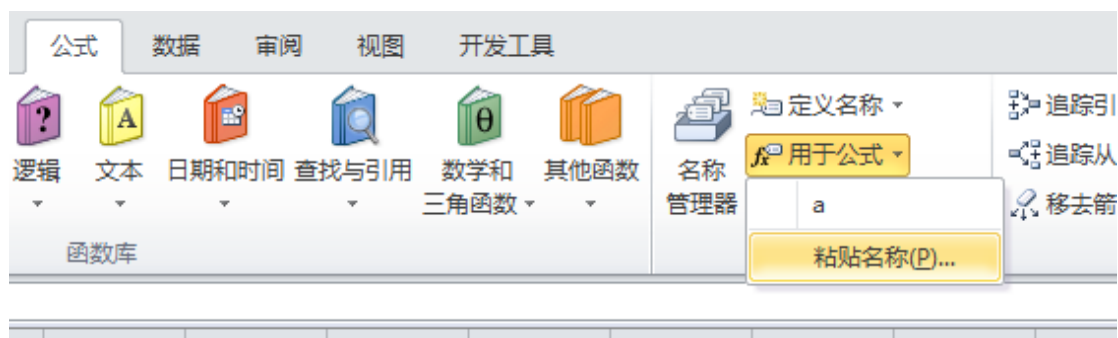 公式 数据 审阅 视图 开发工具
? A θ
定义名称
追踪引
fx 用于公式
追踪从
逻辑 文本 日期和时间 查找与引用 数学和 其他函数 名称
三角函数 管理器
a
移去箭
函数库
粘贴名称(P)...